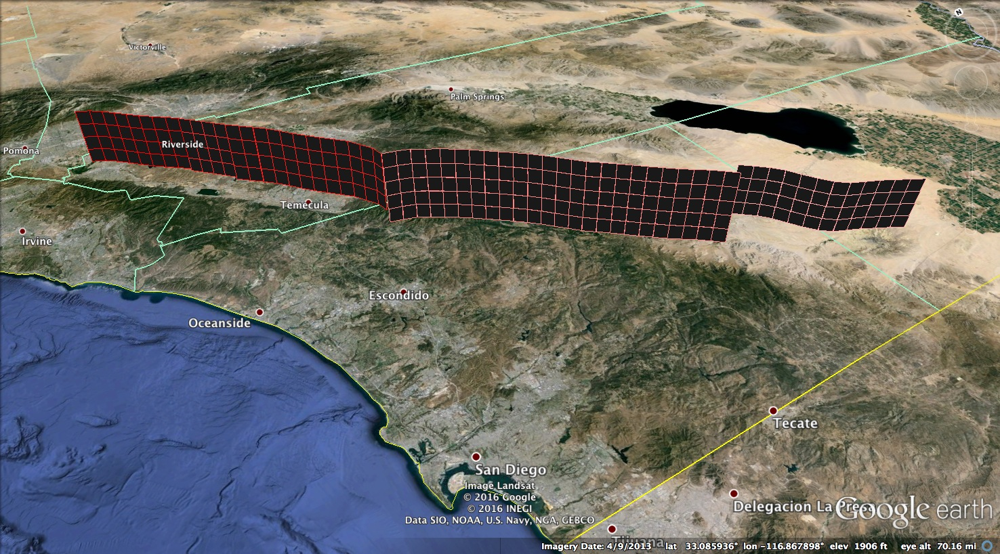 N
Victorville
Palm Springs
Pomona
Riverside
Temecula
Irvine
Escondido
Oceanside
Tecate
San Diego
Image Landsat
© 2016 Google
© 2016 INEGI
Data SIO, NOAA, U.S. Navy, NGA, GEBCO
Delegacion La Presa
Google earth
Tijuana
Imagery Date: 4/9/2013 lat 33.085936° lon -116.867898° elev 1906 ft eye alt 70.16 mi